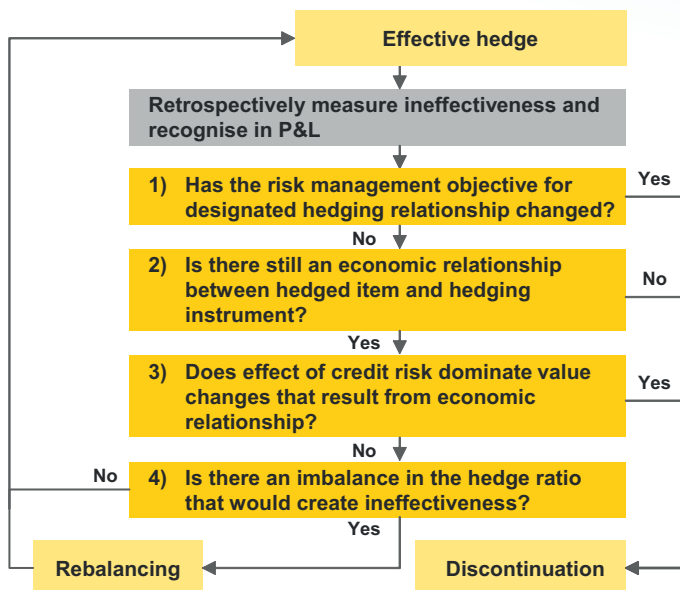 Effective hedge
Retrospectively measure ineffectiveness and
recognise in P&L
1) Has the risk management objective for
designated hedging relationship changed?
Yes
No
2) Is there still an economic relationship
between hedged item and hedging
instrument?
No
Yes
3) Does effect of credit risk dominate value
changes that result from economic
relationship?
Yes
No
No
4) Is there an imbalance in the hedge ratio
that would create ineffectiveness?
Yes
Rebalancing
Discontinuation